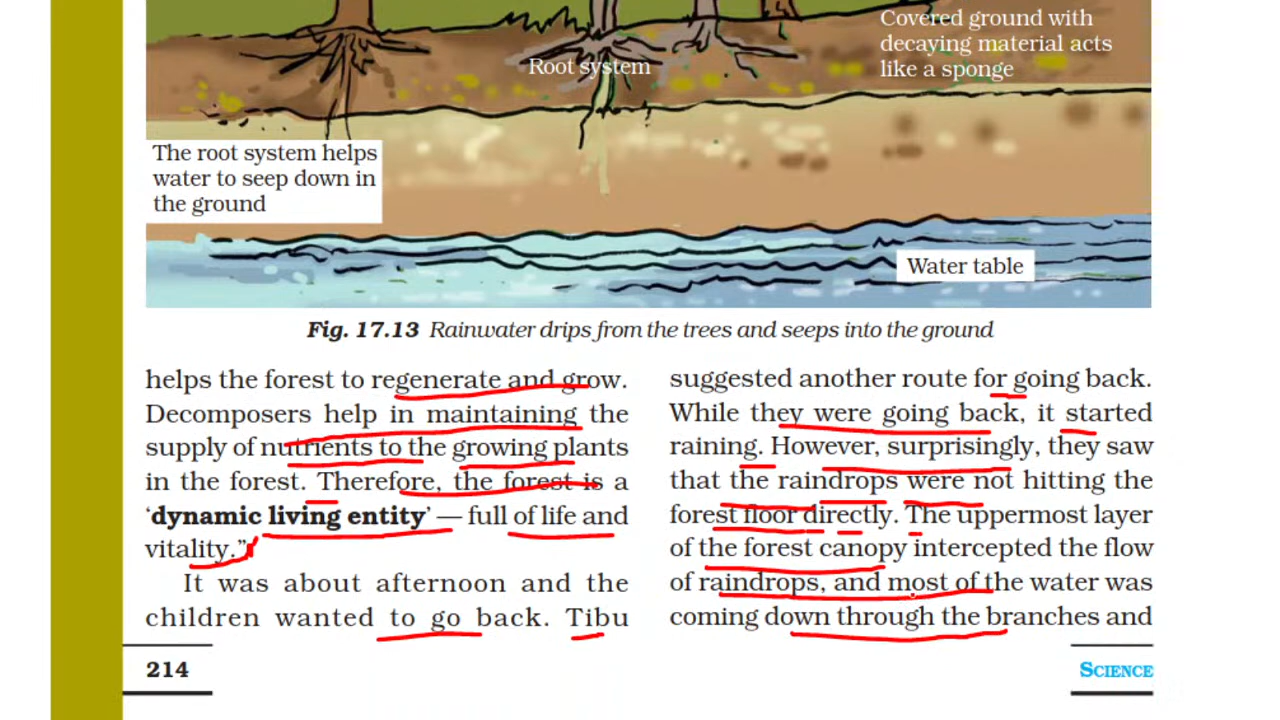 Covered ground with
decaying material acts
like a sponge
Root system
The root system helps
water to seep down in
the ground
Water table
Fig. 17.13 Rainwater drips from the trees and seeps into the ground
helps the forest to regenerate and grow.
Decomposers help in maintaining the
supply of nutrients to the growing plants
in the forest. Therefore, the forest is a
‘dynamic living entity’ — full of life and
vitality.”
It was about afternoon and the
children wanted to go back. Tibu
suggested another route for going back.
While they were going back, it started
raining. However, surprisingly, they saw
that the raindrops were not hitting the
forest floor directly. The uppermost layer
of the forest canopy intercepted the flow
of raindrops, and most of the water was
coming down through the branches and
214
SCIENCE